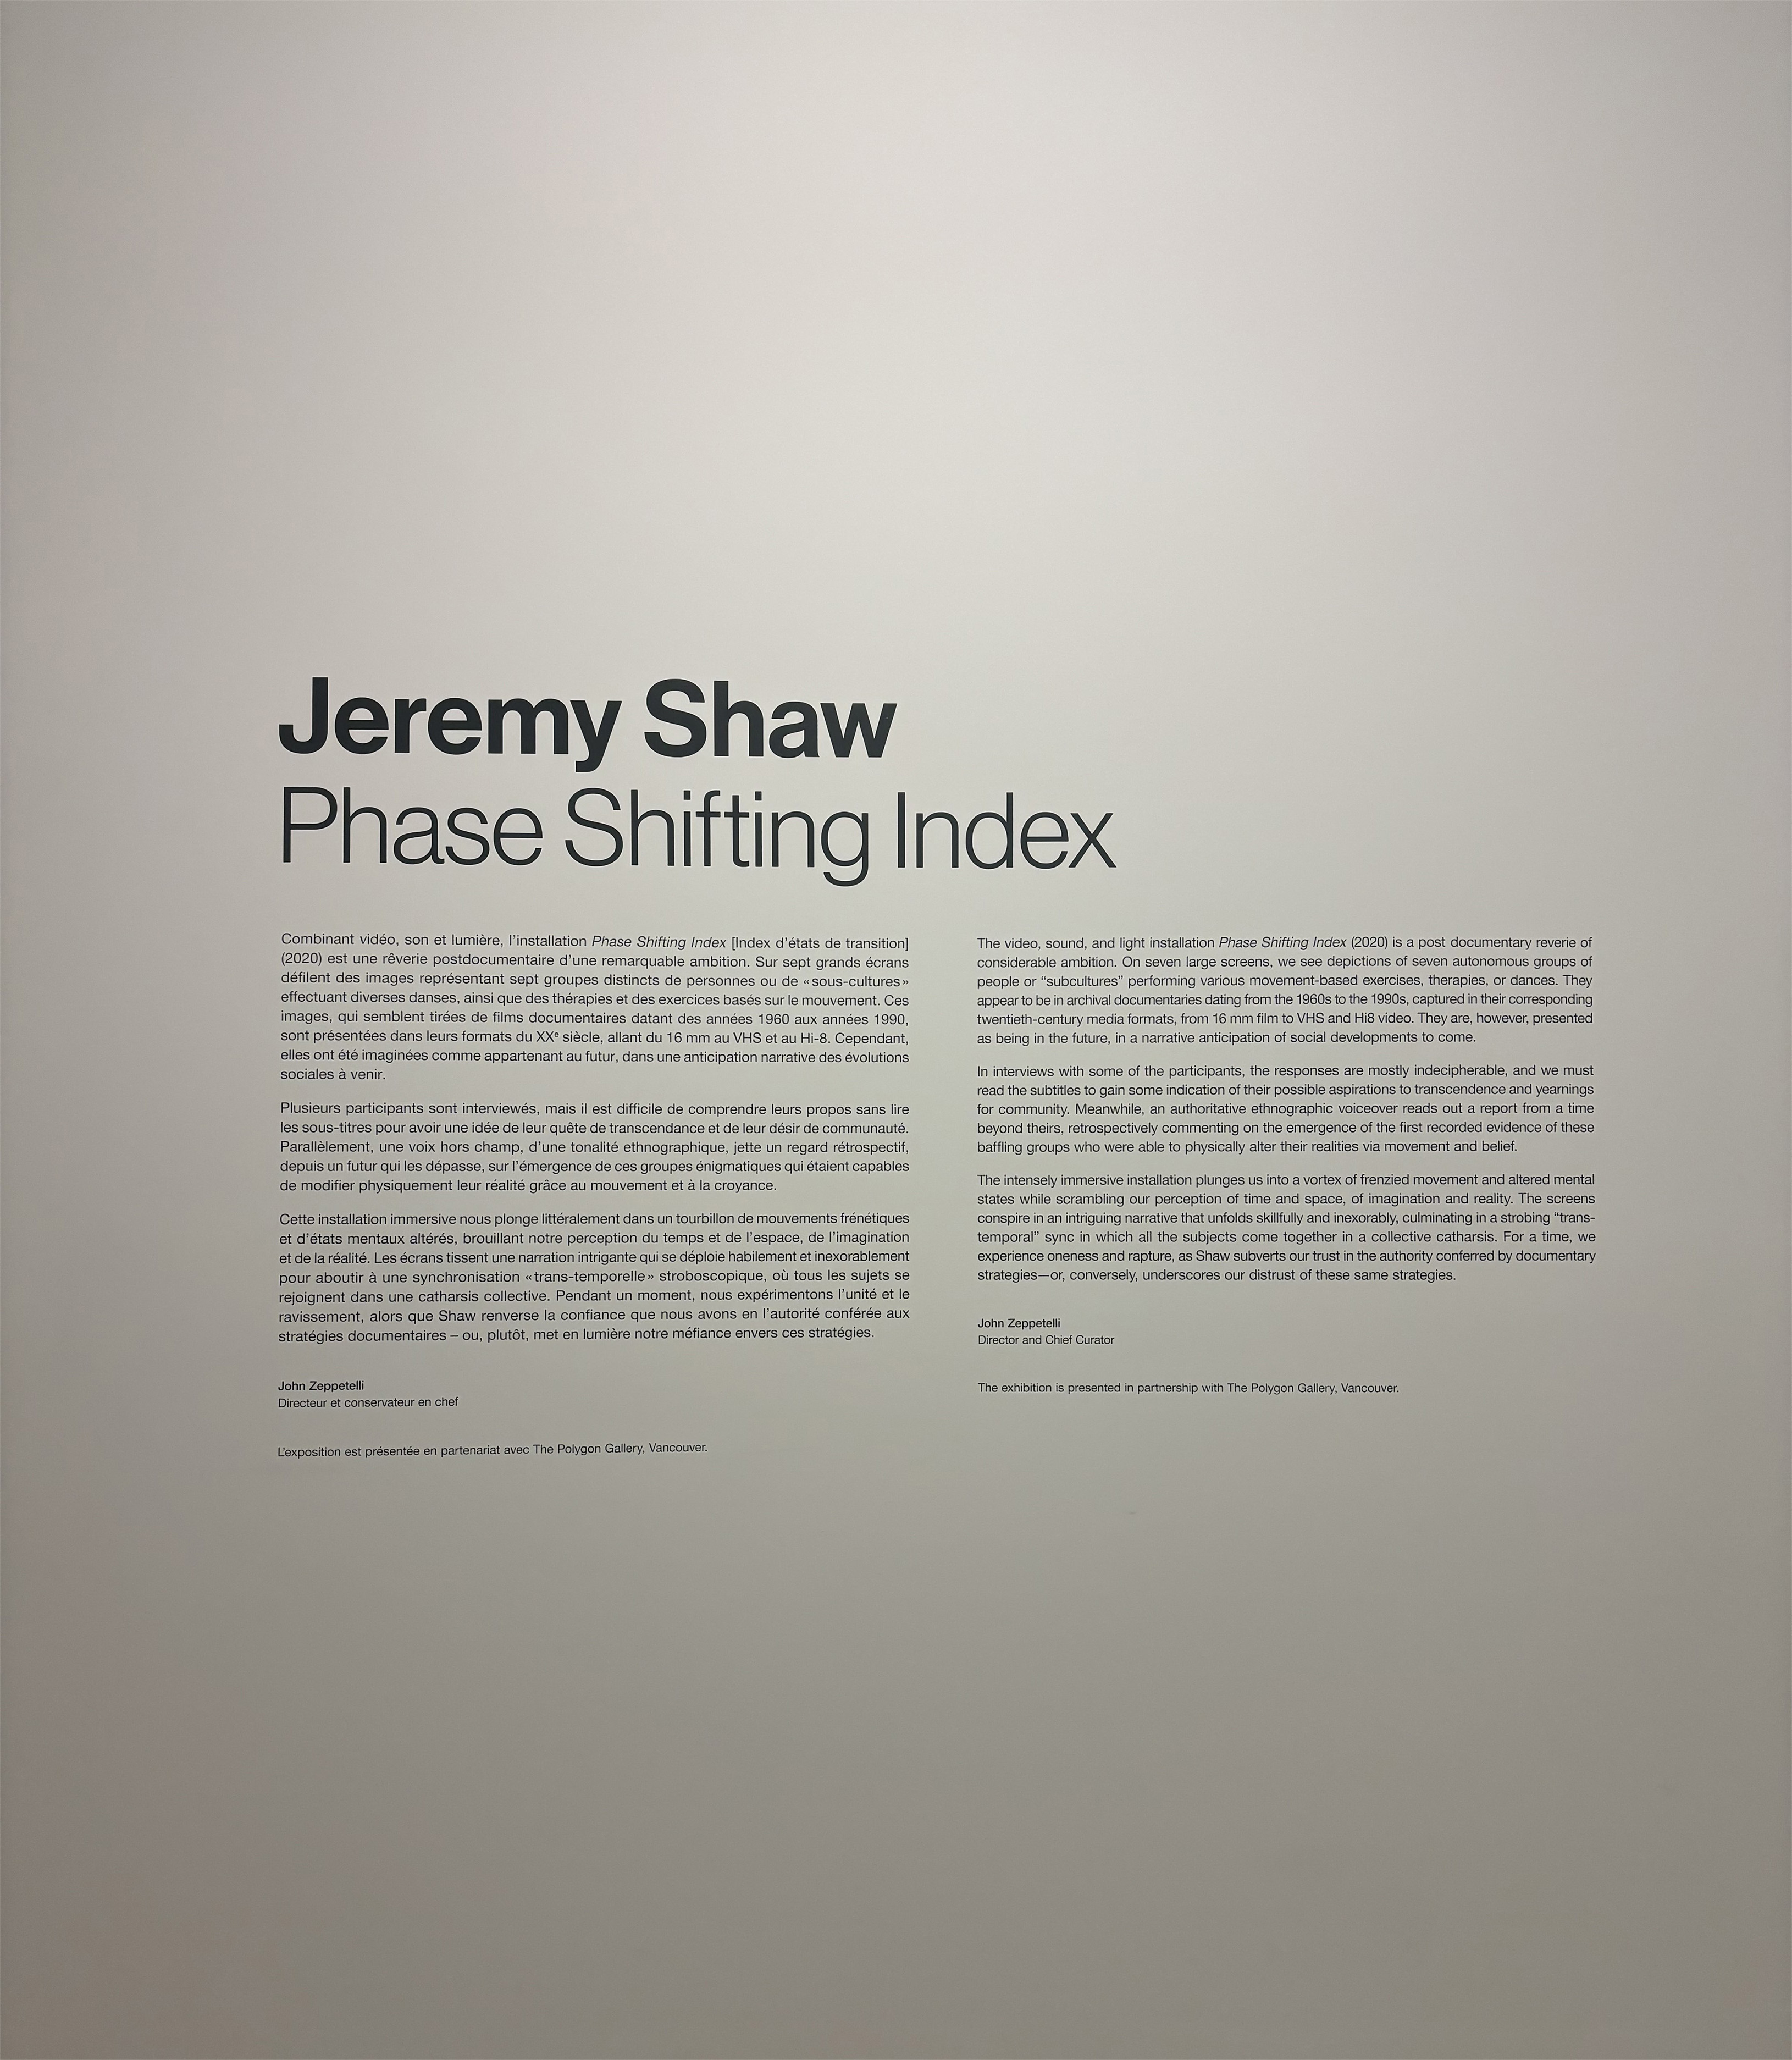 Jeremy Shaw
Phase Shifting Index
Combinant vidéo, son et lumière, l’installation Phase Shifting Index [Index d’états de transition]
(2020) est une rêverie postdocumentaire d’une remarquable ambition. Sur sept grands écrans
défilent des images représentant sept groupes distincts de personnes ou de « sous-cultures »
effectuant diverses danses, ainsi que des thérapies et des exercices basés sur le mouvement. Ces
images, qui semblent tirées de films documentaires datant des années 1960 aux années 1990,
sont présentées dans leurs formats du XXe siècle, allant du 16 mm au VHS et au Hi-8. Cependant,
elles ont été imaginées comme appartenant au futur, dans une anticipation narrative des évolutions
sociales à venir.
Plusieurs participants sont interviewés, mais il est difficile de comprendre leurs propos sans lire
les sous-titres pour avoir une idée de leur quête de transcendance et de leur désir de communauté.
Parallèlement, une voix hors champ, d’une tonalité ethnographique, jette un regard rétrospectif,
depuis un futur qui les dépasse, sur l’émergence de ces groupes énigmatiques qui étaient capables
de modifier physiquement leur réalité grâce au mouvement et à la croyance.
Cette installation immersive nous plonge littéralement dans un tourbillon de mouvements frénétiques
et d’états mentaux altérés, brouillant notre perception du temps et de l’espace, de l’imagination
et de la réalité. Les écrans tissent une narration intrigante qui se déploie habilement et inexorablement
pour aboutir à une synchronisation « trans-temporelle » stroboscopique, où tous les sujets se
rejoignent dans une catharsis collective. Pendant un moment, nous expérimentons l’unité et le
ravissement, alors que Shaw renverse la confiance que nous avons en l’autorité conférée aux
stratégies documentaires – ou, plutôt, met en lumière notre méfiance envers ces stratégies.
John Zeppetelli
Directeur et conservateur en chef
L’exposition est présentée en partenariat avec The Polygon Gallery, Vancouver.
The video, sound, and light installation Phase Shifting Index (2020) is a post documentary reverie of
considerable ambition. On seven large screens, we see depictions of seven autonomous groups of
people or “subcultures” performing various movement-based exercises, therapies, or dances. They
appear to be in archival documentaries dating from the 1960s to the 1990s, captured in their corresponding
twentieth-century media formats, from 16 mm film to VHS and Hi8 video. They are, however, presented
as being in the future, in a narrative anticipation of social developments to come.
In interviews with some of the participants, the responses are mostly indecipherable, and we must
read the subtitles to gain some indication of their possible aspirations to transcendence and yearnings
for community. Meanwhile, an authoritative ethnographic voiceover reads out a report from a time
beyond theirs, retrospectively commenting on the emergence of the first recorded evidence of these
baffling groups who were able to physically alter their realities via movement and belief.
The intensely immersive installation plunges us into a vortex of frenzied movement and altered mental
states while scrambling our perception of time and space, of imagination and reality. The screens
conspire in an intriguing narrative that unfolds skillfully and inexorably, culminating in a strobing “trans-
temporal” sync in which all the subjects come together in a collective catharsis. For a time, we
experience oneness and rapture, as Shaw subverts our trust in the authority conferred by documentary
strategies—or, conversely, underscores our distrust of these same strategies.
John Zeppetelli
Director and Chief Curator
The exhibition is presented in partnership with The Polygon Gallery, Vancouver.